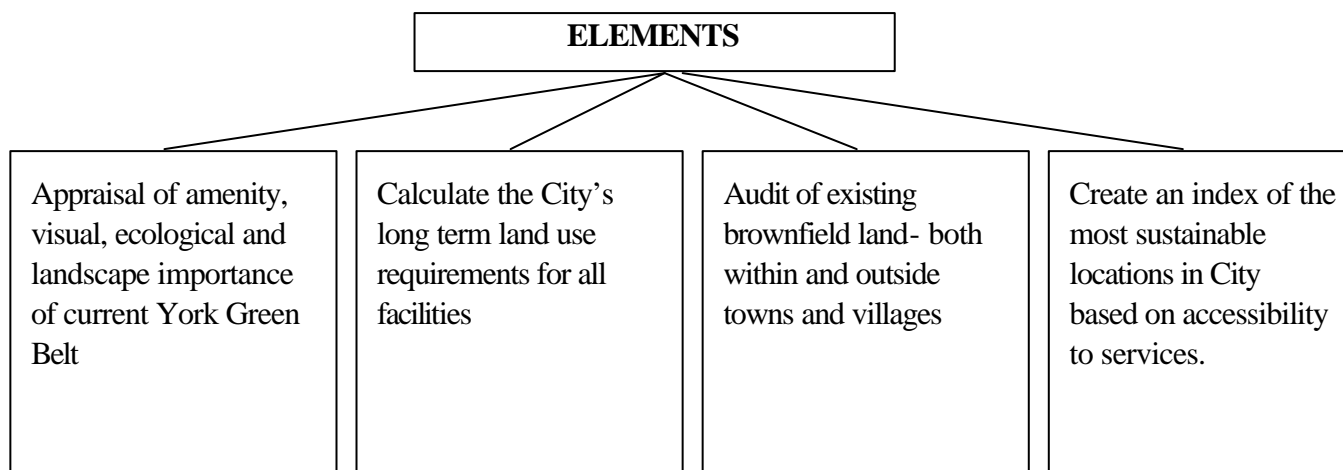 ELEMENTS
Appraisal of amenity,
visual, ecological and
landscape importance
of current York Green
Belt
Calculate the City’s
long term land use
requirements for all
facilities
Audit of existing
brownfield land- both
within and outside
towns and villages
Create an index of the
most sustainable
locations in City
based on accessibility
to services.